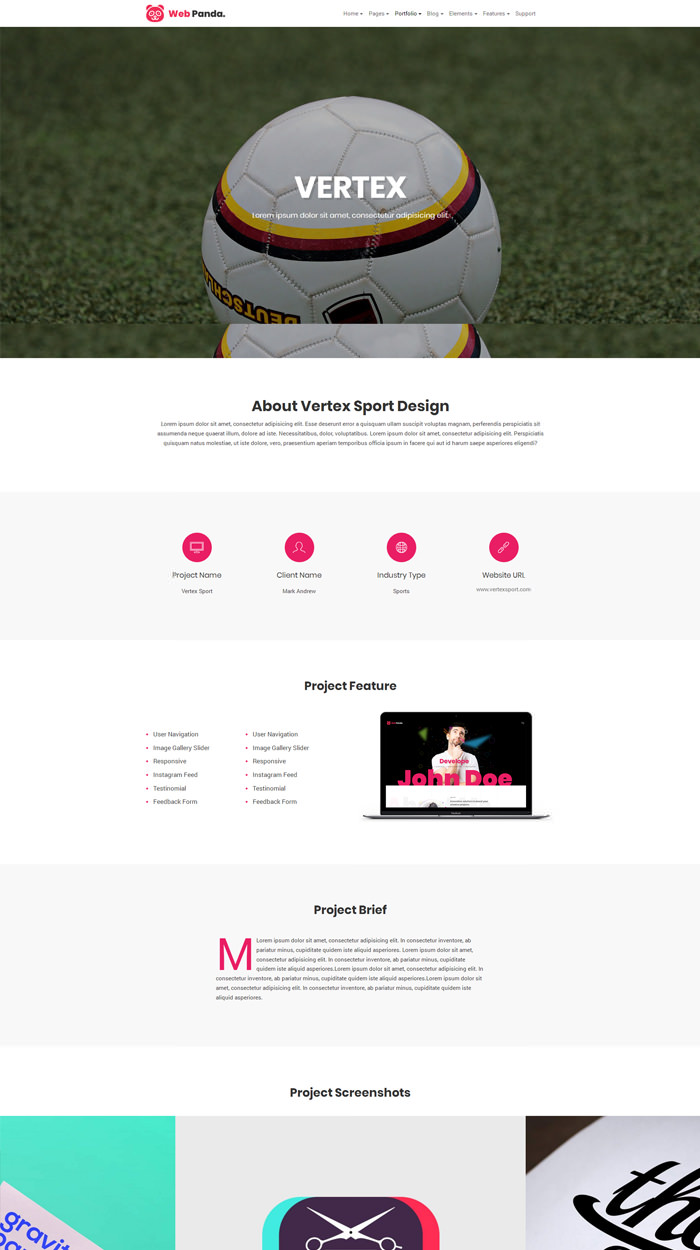 Web Panda.
Home Pages Portfolio Blog Elements Features Support
VERTEX
Lorem ipsum dolor sit amet, consectetur adipisicing elit.
DEUTSCHLA
About Vertex Sport Design
Lorem ipsum dolor sit amet, consectetur adipisicing elit. Esse deserunt error a quisquam ullam suscipit voluptas magnam, perferendis perspiciatis sit
assumenda neque quaerat illum, dolore ad iste. Necessitatibus, dolor, voluptatibus. Lorem ipsum dolor sit amet, consectetur adipisicing elit. Perspiciatis
quisquam natus molestiae, ut iste dolore, vero, praesentium aperiam temporibus officia ipsum in facere qui aut id harum saepe asperiores eligendi?
Project Name
Client Name
Industry Type
Website URL
Vertex Sport
Mark Andrew
Sports
www.vertexsport.com
Project Feature
User Navigation
Image Gallery Slider
Responsive
Instagram Feed
Testinomial
Feedback Form
User Navigation
Image Gallery Slider
Responsive
Instagram Feed
Testinomial
Feedback Form
Develope
John Doe
Project Brief
M Lorem ipsum dolor sit amet, consectetur adipisicing elit. In consectetur inventore, ab
pariatur minus, cupiditate quidem iste aliquid asperiores. Lorem ipsum dolor sit amet,
consectetur adipisicing elit. In consectetur inventore, ab pariatur minus, cupiditate
quidem iste aliquid asperiores.Lorem ipsum dolor sit amet, consectetur adipisicing elit. In
consectetur inventore, ab pariatur minus, cupiditate quidem iste aliquid asperiores.Lorem ipsum dolor sit
amet, consectetur adipisicing elit. In consectetur inventore, ab pariatur minus, cupiditate quidem iste
aliquid asperiores.
Project Screenshots
gravit
th